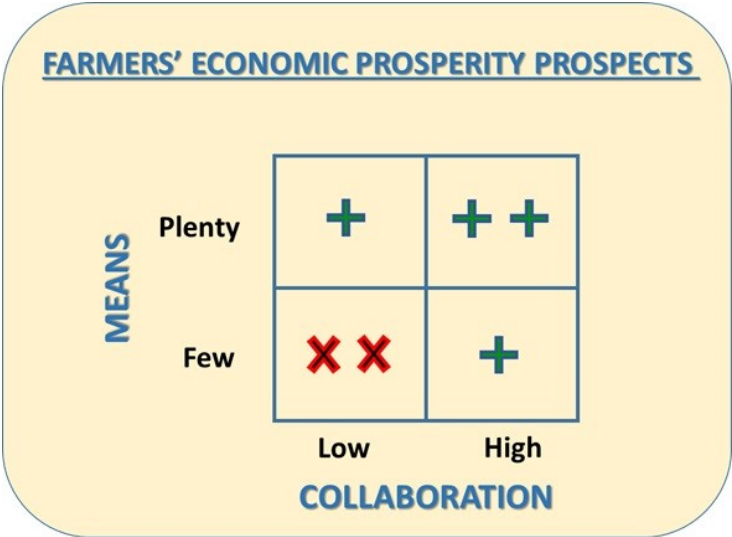 FARMERS’ ECONOMIC PROSPERITY PROSPECTS
Plenty
+
+ +
MEANS
Few
X X
+
Low
High
COLLABORATION